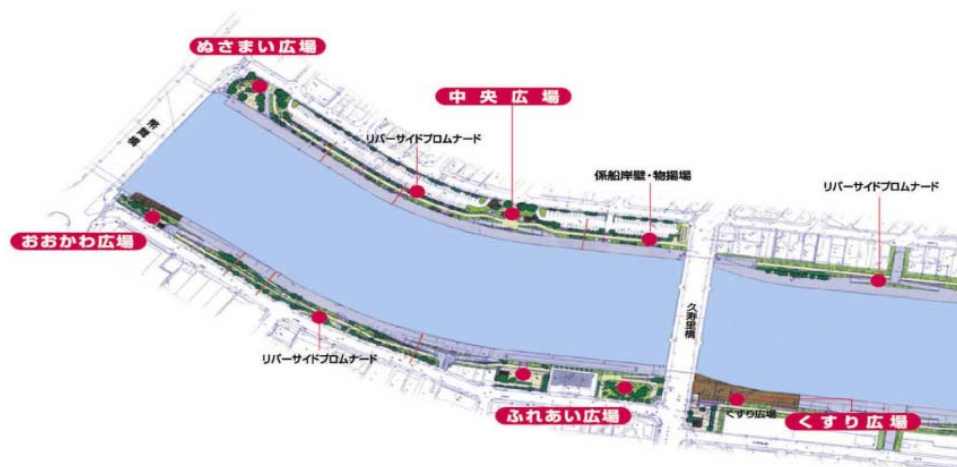 ぬさまい広場
中央広場
リバーサイドプロムナード
係船岸壁・物揚場
リバーサイドプロムナード
幣舞橋
おおかわ広場
久寿里橋
リバーサイドプロムナード
ふれあい広場
くすり広場
くすり広場